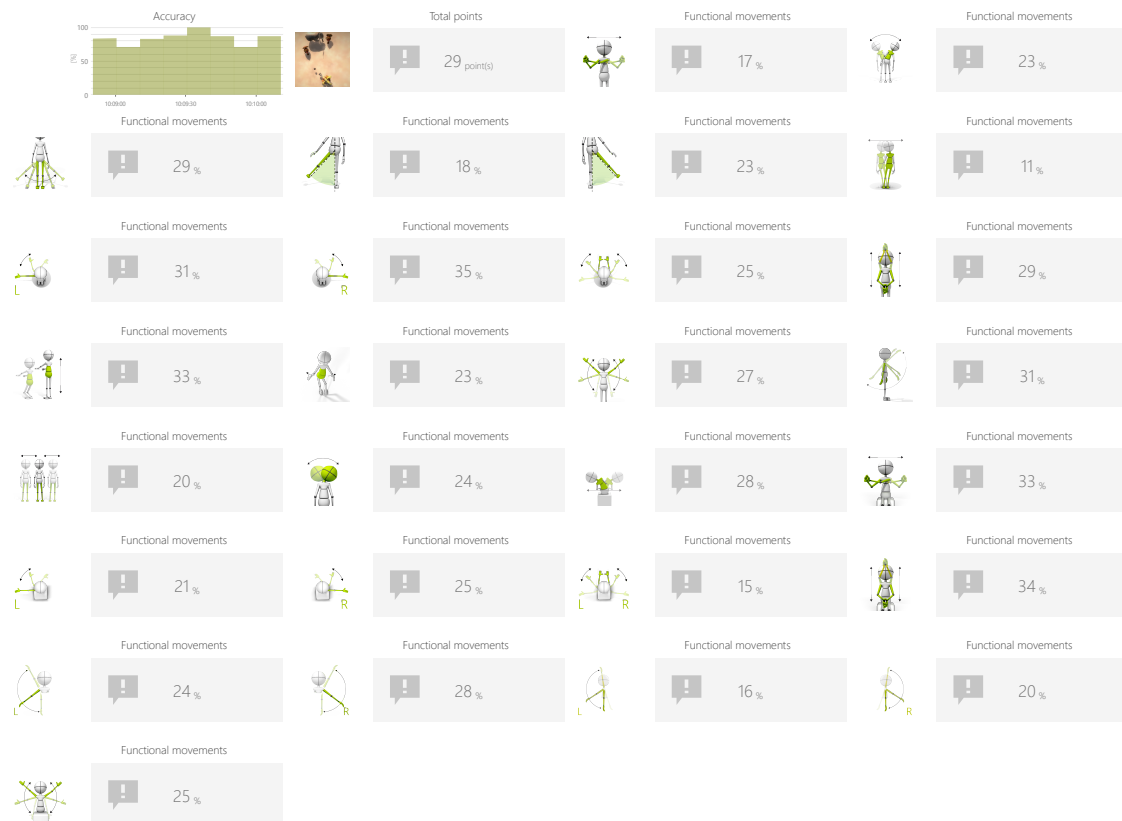 Accuracy
Total points
Functional movements
Functional movements
100
[%]
50
0
10:09:00
10:09:30
10:10:00
29 point(s)
17 %
23 %
Functional movements
Functional movements
Functional movements
Functional movements
29 %
18 %
23 %
11 %
Functional movements
Functional movements
Functional movements
Functional movements
L
31 %
R
35 %
25 %
29 %
Functional movements
Functional movements
Functional movements
Functional movements
33 %
23 %
27 %
31 %
Functional movements
Functional movements
Functional movements
Functional movements
20 %
24 %
28 %
33 %
Functional movements
Functional movements
Functional movements
Functional movements
L
21 %
R
25 %
L R
15 %
34 %
Functional movements
Functional movements
Functional movements
Functional movements
L
24 %
R
28 %
L
16 %
R
20 %
Functional movements
25 %